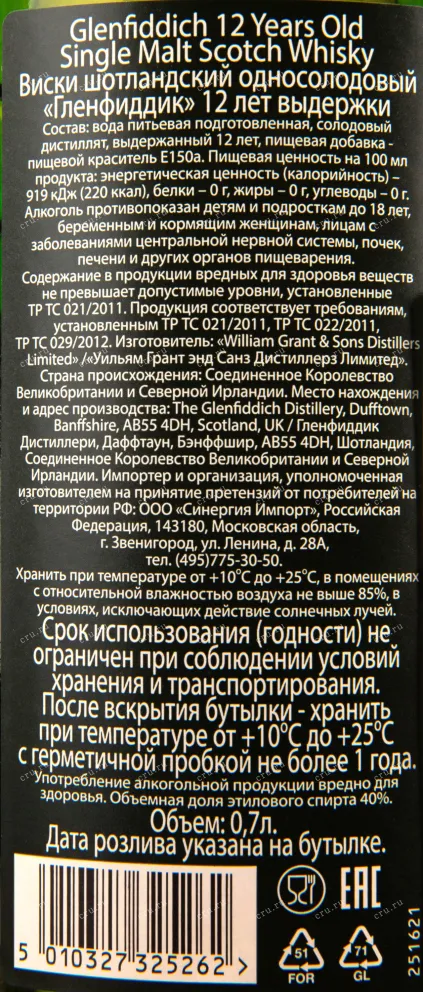 Glenfiddich 12 Years Old
Single Malt Scotch Whisky
Виски шотландский односолодовый
«Гленфиддик» 12 лет выдержки
Состав: вода питьевая подготовленная, солодовый
дистиллят, выдержанный 12 лет, пищевая добавка -
пищевой краситель Е150а. Пищевая ценность на 100 мл
продукта: энергетическая ценность (калорийность) –
919 кДж (220 ккал), белки – 0 г, жиры – 0 г, углеводы – 0 г.
Алкоголь противопоказан детям и подросткам до 18 лет,
беременным и кормящим женщинам, лицам с
заболеваниями центральной нервной системы, почек,
печени и других органов пищеварения.
Содержание в продукции вредных для здоровья веществ
не превышает допустимые уровни, установленные
ТР ТС 021/2011. Продукция соответствует требованиям,
установленным ТР ТС 021/2011, ТР ТС 022/2011,
ТР ТС 029/2012. Изготовитель: «William Grant & Sons Distillers
Limited» /«Уильям Грант энд Санз Дистиллерз Лимитед».
Страна происхождения: Соединенное Королевство
Великобритании и Северной Ирландии. Место нахождения
и адрес производства: The Glenfiddich Distillery, Dufftown,
Banffshire, AB55 4DH, Scotland, UK / Гленфиддик
Дистиллери, Даффтаун, Бэнффшир, AB55 4DH, Шотландия,
Соединенное Королевство Великобритании и Северной
Ирландии. Импортер и организация, уполномоченная
изготовителем на принятие претензий от потребителей на
территории РФ: ООО «Синергия Импорт», Российская
Федерация, 143180, Московская область,
г. Звенигород, ул. Ленина, д. 28А,
тел. (495)775-30-50.
Хранить при температуре от +10°С до +25°С, в помещениях
с относительной влажностью воздуха не выше 85%, в
условиях, исключающих действие солнечных лучей.
Срок использования (годности) не
ограничен при соблюдении условий
хранения и транспортирования.
После вскрытия бутылки - хранить
при температуре от +10°С до +25°С
с герметичной пробкой не более 1 года.
Употребление алкогольной продукции вредно для
здоровья. Объемная доля этилового спирта 40%.
Объем: 0,7л.
Дата розлива указана на бутылке.
EAC
51
FOR
71
GL
251621
5 010327 325262 >